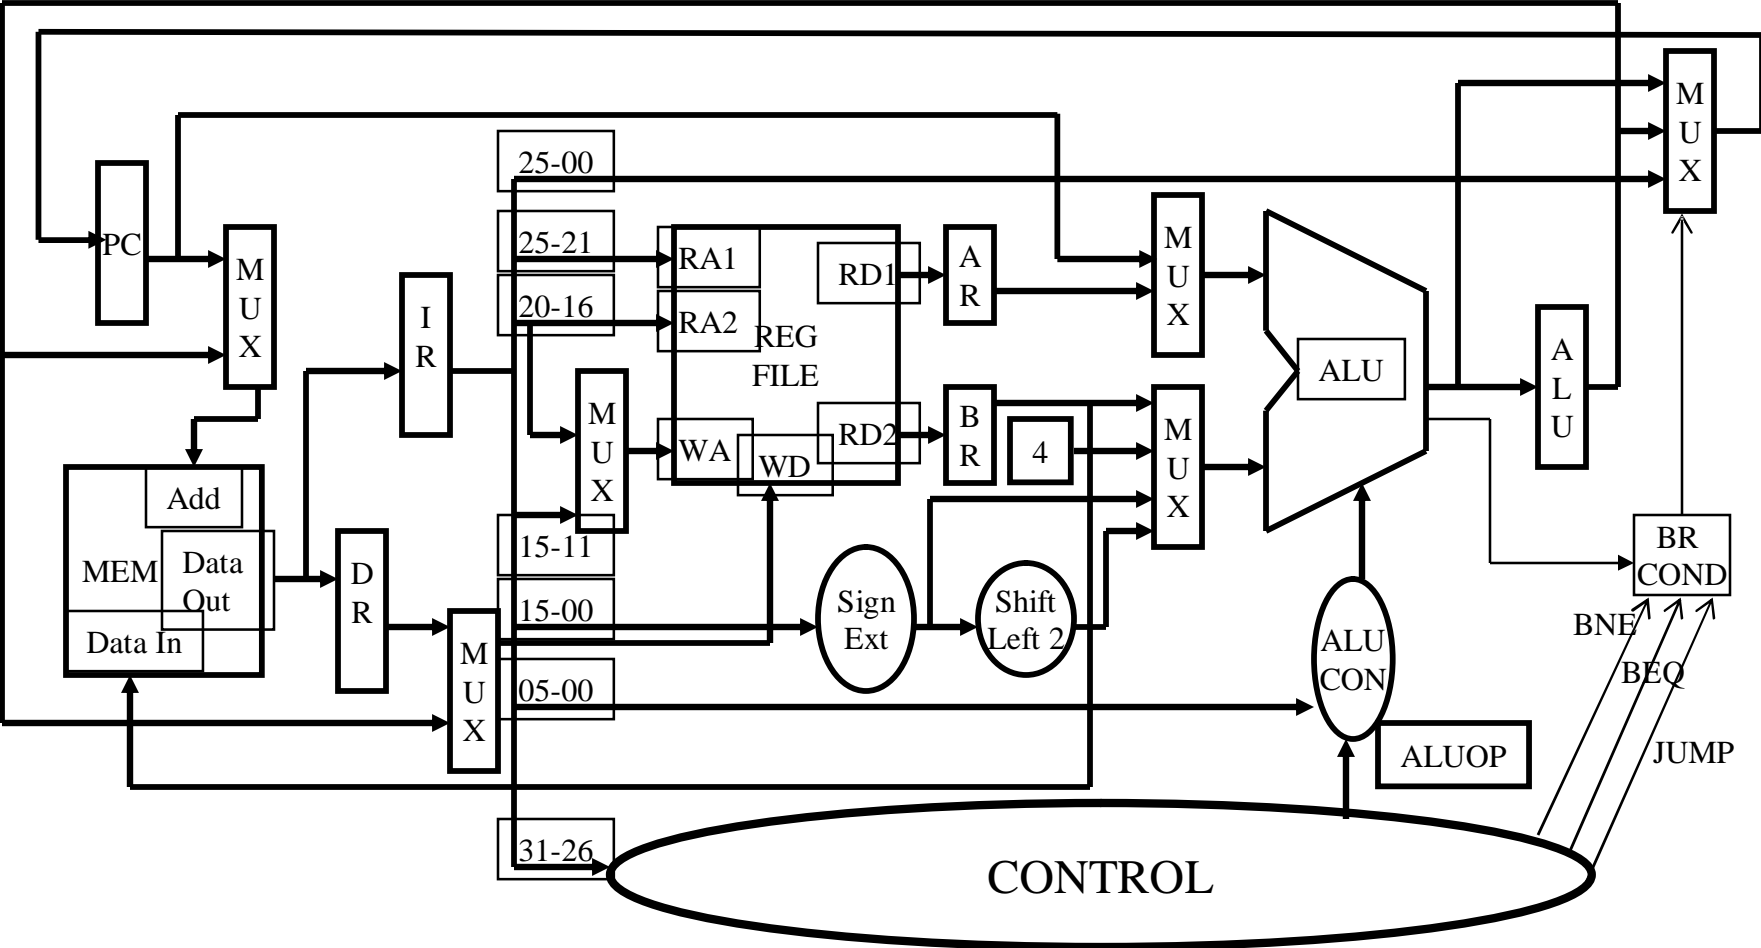 M
U
X
25-00
PC
25-21
M
U
X
RA1
RD1
A
R
M
U
X
20-16
RA2
REG
FILE
I
R
ALU
A
L
U
M
U
X
WA
WD
RD2
B
R
4
M
U
X
Add
MEM
Data
Out
Data In
D
R
15-11
15-00
M
U
X
05-00
Sign
Ext
Shift
Left 2
ALU
CON
ALUOP
BR
COND
BNE
BEQ
JUMP
31-26
CONTROL